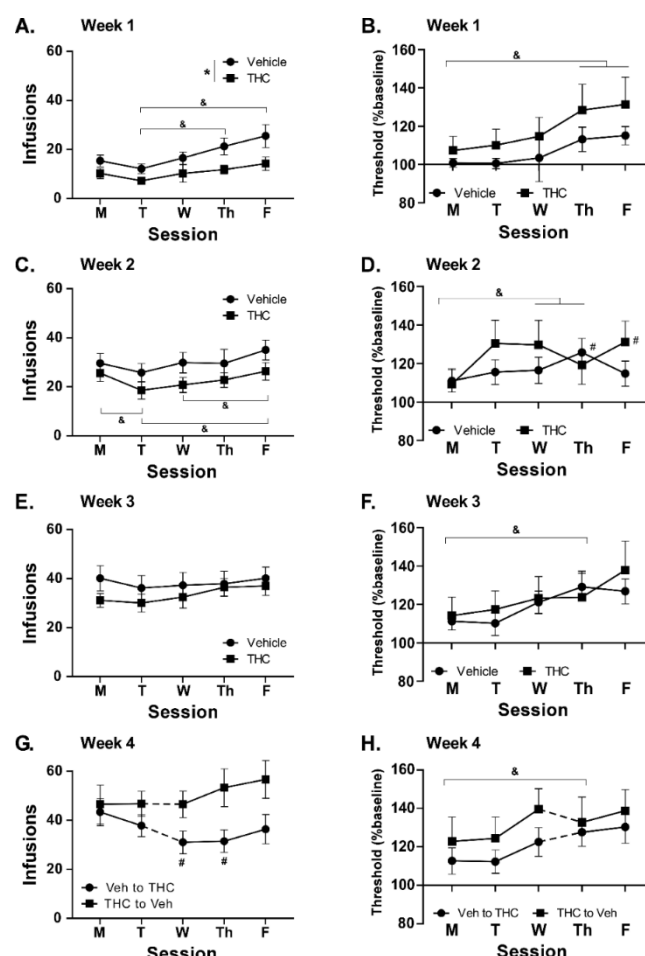 A. Week 1
60
40
20
0
Infusions
*
Vehicle
THC
&
&
M T W Th F
Session
B. Week 1
160
140
120
100
80
Threshold (%baseline)
&
Vehicle THC
M T W Th F
Session
C. Week 2
60
40
20
0
Infusions
Vehicle
THC
&
&
&
M T W Th F
Session
D. Week 2
160
140
120
100
80
Threshold (%baseline)
&
#
#
Vehicle THC
M T W Th F
Session
E. Week 3
60
40
20
0
Infusions
Vehicle
THC
M T W Th F
Session
F. Week 3
160
140
120
100
80
Threshold (%baseline)
&
Vehicle THC
M T W Th F
Session
G. Week 4
60
40
20
0
Infusions
# #
Veh to THC
THC to Veh
M T W Th F
Session
H. Week 4
160
140
120
100
80
Threshold (%baseline)
&
Veh to THC THC to Veh
M T W Th F
Session